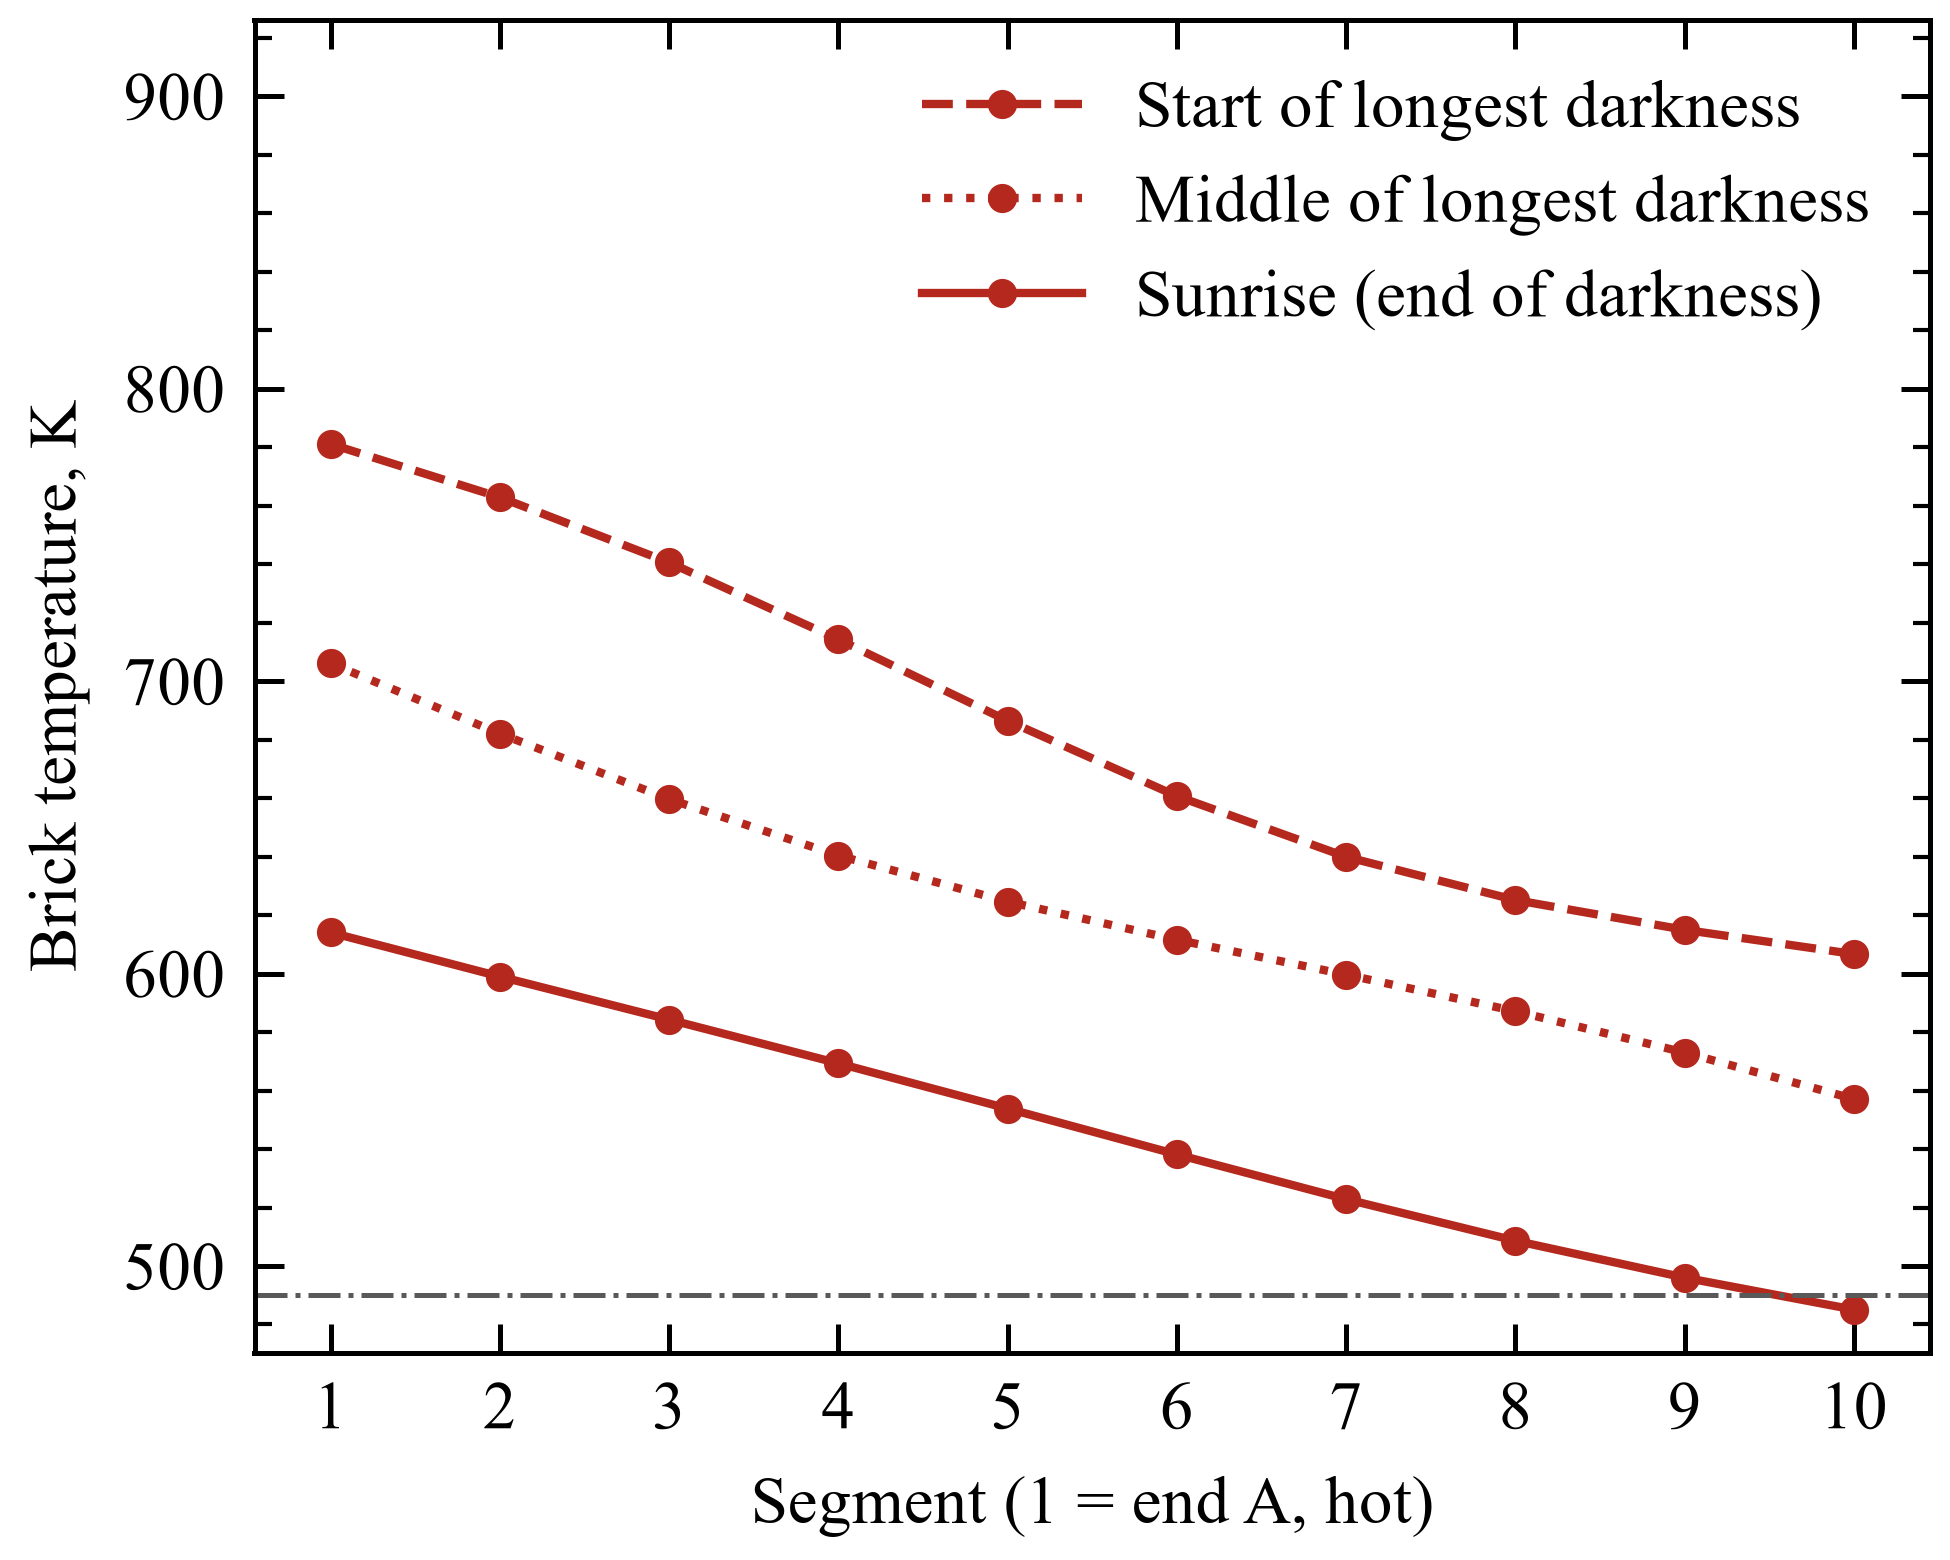 900
800
700
600
500
Brick temperature, K
Start of longest darkness
Middle of longest darkness
Sunrise (end of darkness)
1 2 3 4 5 6 7 8 9 10
Segment (1 = end A, hot)